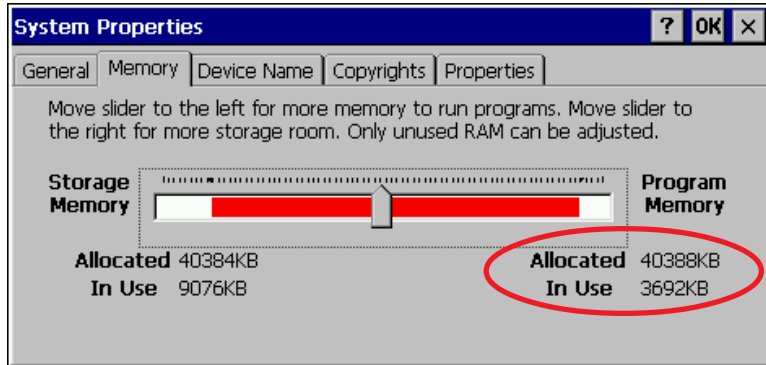 System Properties ? OK ×
General Memory Device Name Copyrights Properties
Move slider to the left for more memory to run programs. Move slider to
the right for more storage room. Only unused RAM can be adjusted.
Storage Program
Memory Memory
Allocated 40384KB Allocated 40388KB
In Use 9076KB In Use 3692KB